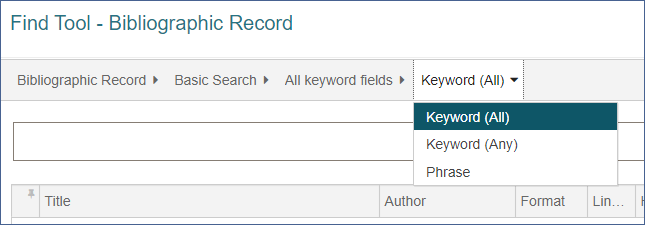 Find Tool - Bibliographic Record
Bibliographic Record Basic Search All keyword fields Keyword (All)
Keyword (All)
Keyword (Any)
Phrase
Title Author Format Lin...